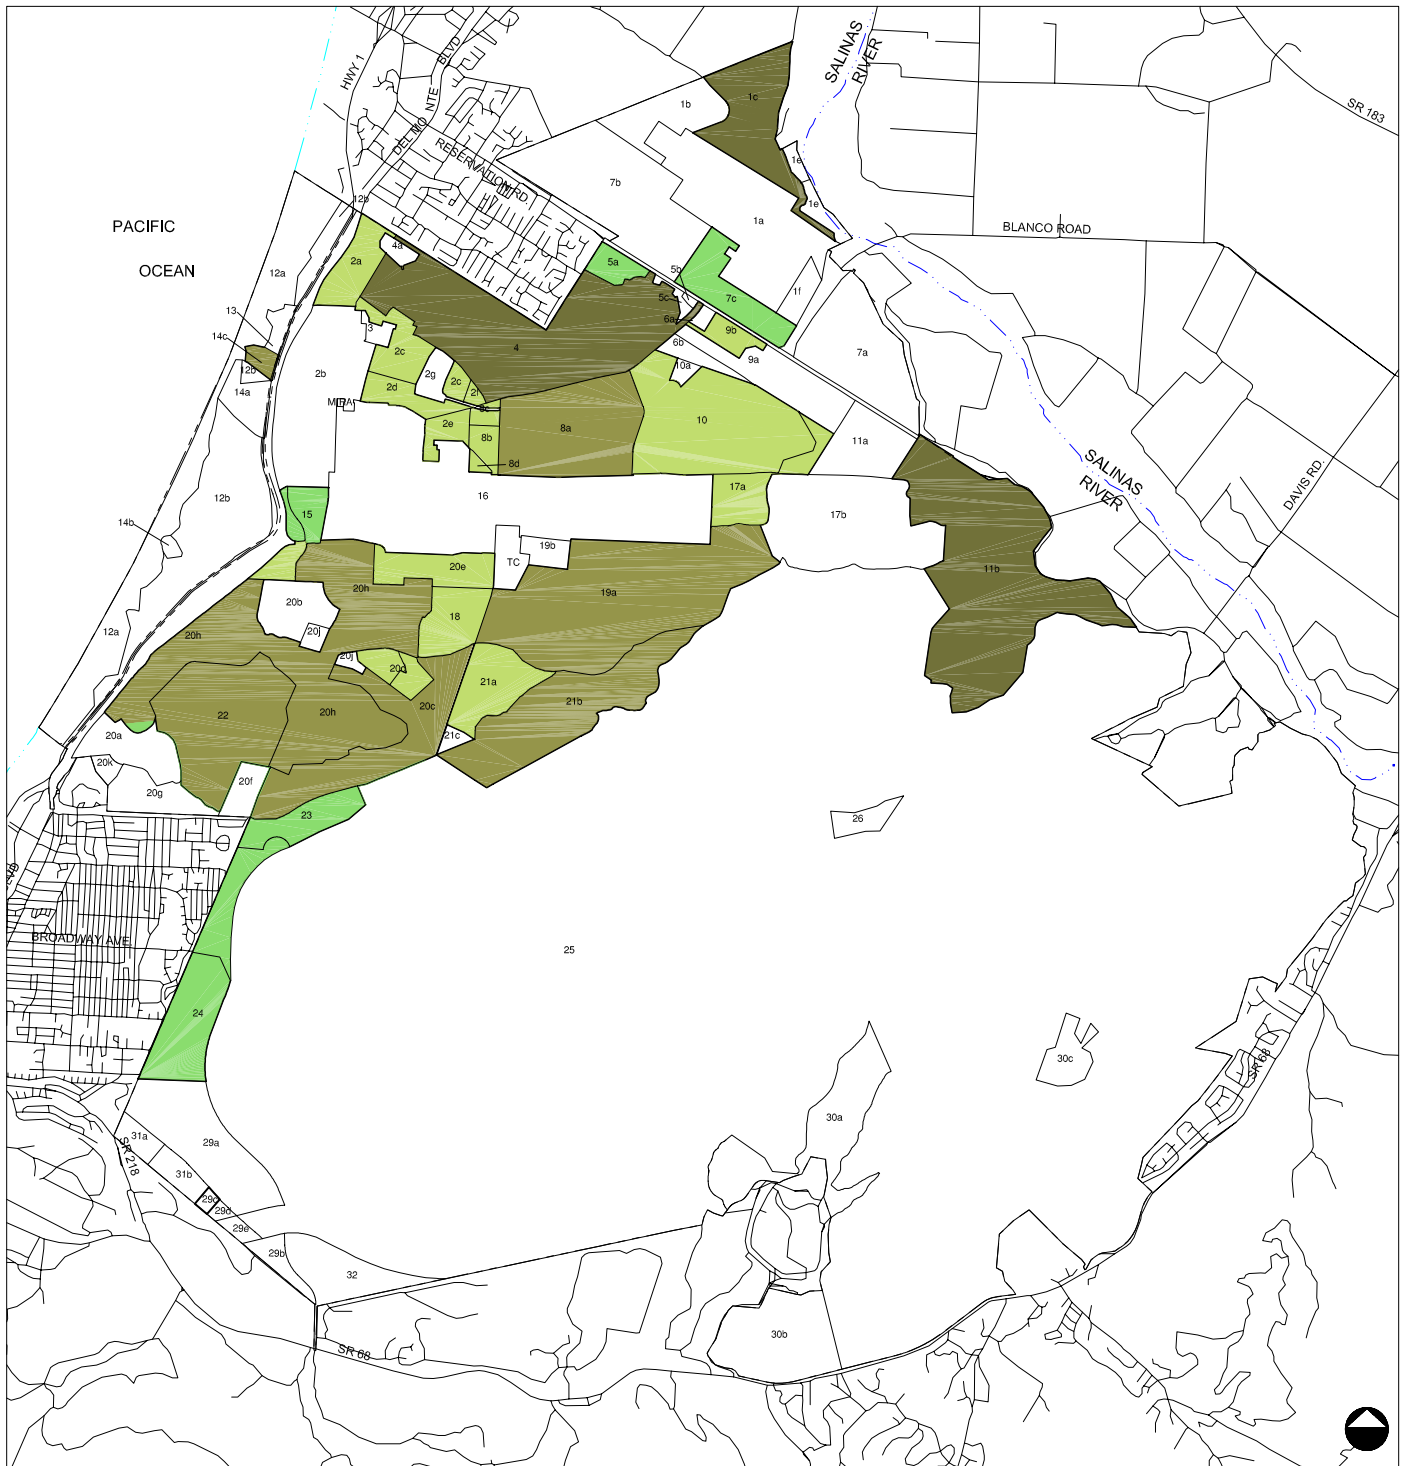 HWY 1
BLVD
NTE
DEL MO
RESERVATION RD.
SALINAS
RIVER
SR 183
1b
1c
1e
1e
7b
1a
12b
PACIFIC
OCEAN
BLANCO ROAD
4a
2a
5a
5b
12a
7c
1f
5c
13
6a
14c
3
9b
6b
7a
2c
4
9a
10a
12b
2b
2g
2c
2d
2f
14a
MIRA
8c
2e
8a
10
8b
11a
8d
SALINAS
RIVER
DAVIS RD.
12b
16
17a
15
17b
14b
19b
TC
20e
11b
20h
19a
20b
18
12a
20j
20h
20j
20d
21a
20c
21b
22
20h
20a
21c
20k
20f
20g
23
26
BLVD
BROADWAY AVE.
25
24
30c
SR 68
30a
31a
29a
SR 218
31b
29c
29d
29e
29b
32
30b
SR 68